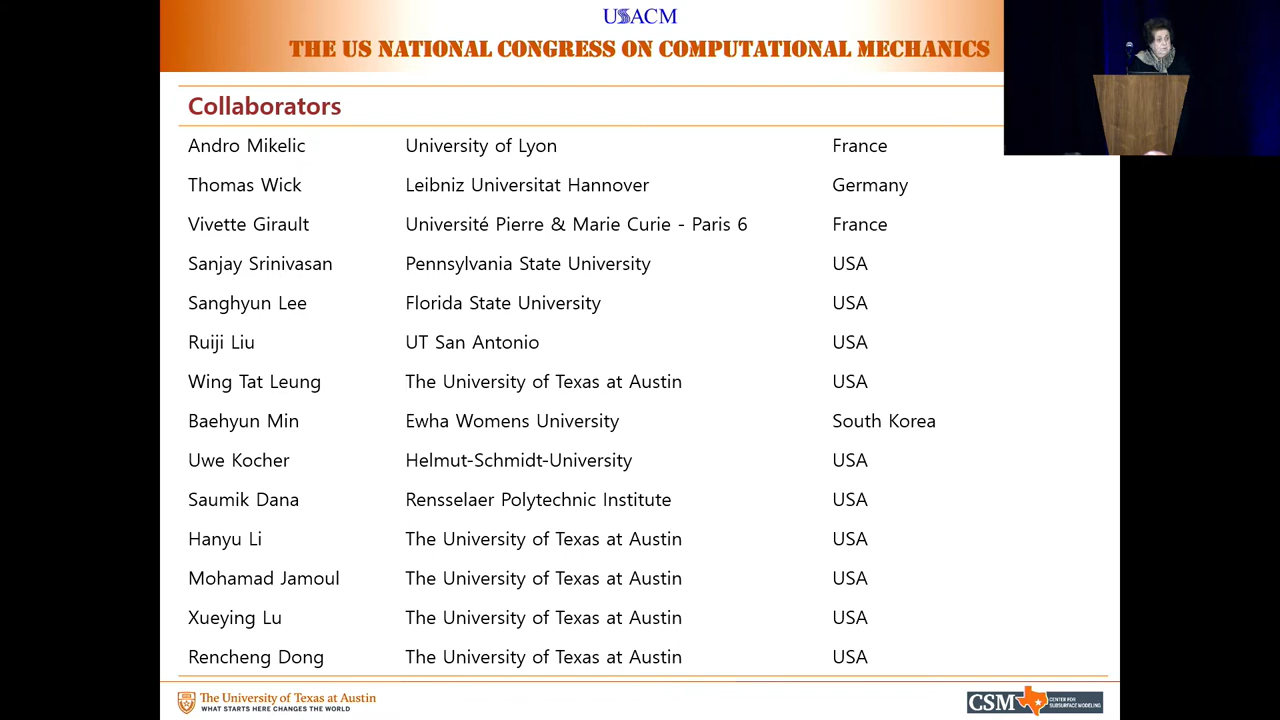 USACM
THE US NATIONAL CONGRESS ON COMPUTATIONAL MECHANICS
Collaborators
Andro Mikelic University of Lyon France
Thomas Wick Leibniz Universitat Hannover Germany
Vivette Girault Université Pierre & Marie Curie - Paris 6 France
Sanjay Srinivasan Pennsylvania State University USA
Sanghyun Lee Florida State University USA
Ruiji Liu UT San Antonio USA
Wing Tat Leung The University of Texas at Austin USA
Baehyun Min Ewha Womens University South Korea
Uwe Kocher Helmut-Schmidt-University USA
Saumik Dana Rensselaer Polytechnic Institute USA
Hanyu Li The University of Texas at Austin USA
Mohamad Jamoul The University of Texas at Austin USA
Xueying Lu The University of Texas at Austin USA
Rencheng Dong The University of Texas at Austin USA
The University of Texas at Austin
WHAT STARTS HERE CHANGES THE WORLD
CSM CENTER FOR
SUBSURFACE MODELING